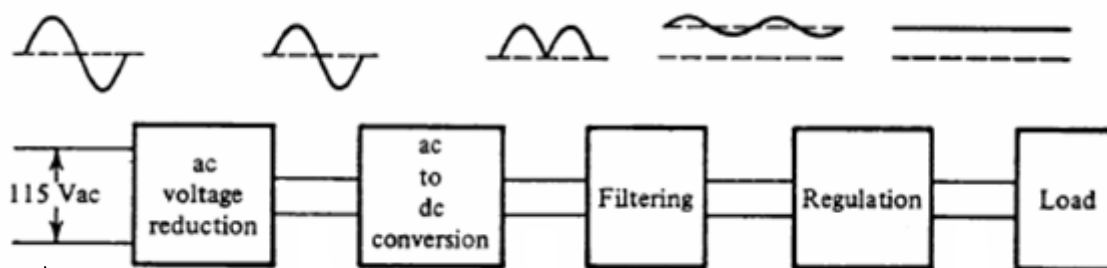 115 Vac
ac
voltage
reduction
ac
to
dc
conversion
Filtering
Regulation
Load